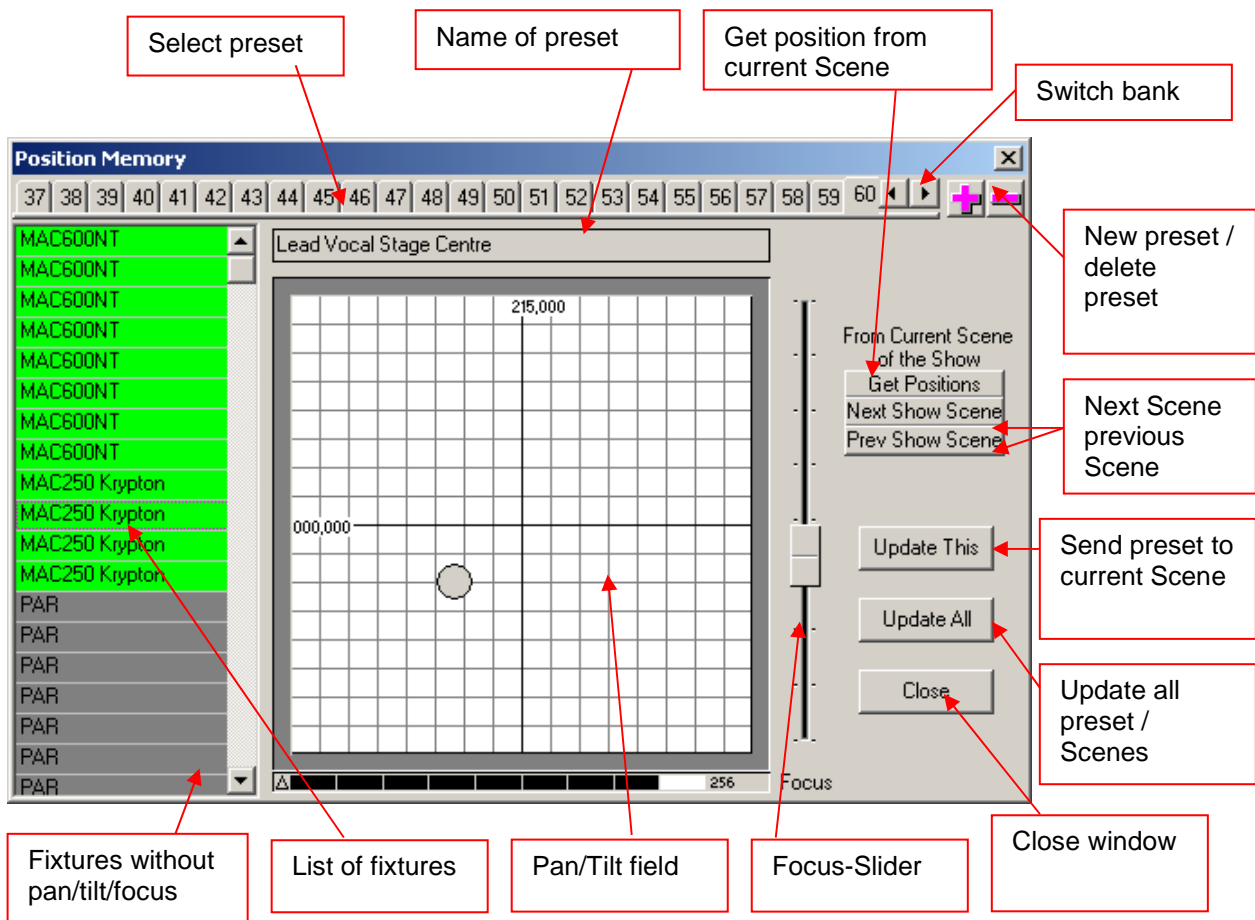 Select preset
Name of preset
Get position from
current Scene
Switch bank
Position Memory
37 38 39 40 41 42 43 44 45 46 47 48 49 50 51 52 53 54 55 56 57 58 59 60
New preset /
delete
preset
MAC600NT
MAC600NT
MAC600NT
MAC600NT
MAC600NT
MAC600NT
MAC600NT
MAC600NT
MAC250 Krypton
MAC250 Krypton
MAC250 Krypton
MAC250 Krypton
PAR
PAR
PAR
PAR
PAR
PAR
PAR
Lead Vocal Stage Centre
215,000
000,000
256
Focus
From Current Scene
of the Show
Get Positions
Next Show Scene
Prev Show Scene
Update This
Update All
Close
Next Scene
previous
Scene
Send preset to
current Scene
Update all
preset /
Scenes
Fixtures without
pan/tilt/focus
List of fixtures
Pan/Tilt field
Focus-Slider
Close window